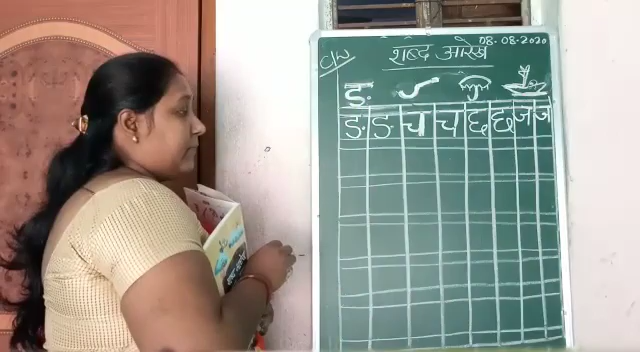 08-08-2020
C/W
शब्द आरेख
ङ
ङ ङ च च छ छ ज ज